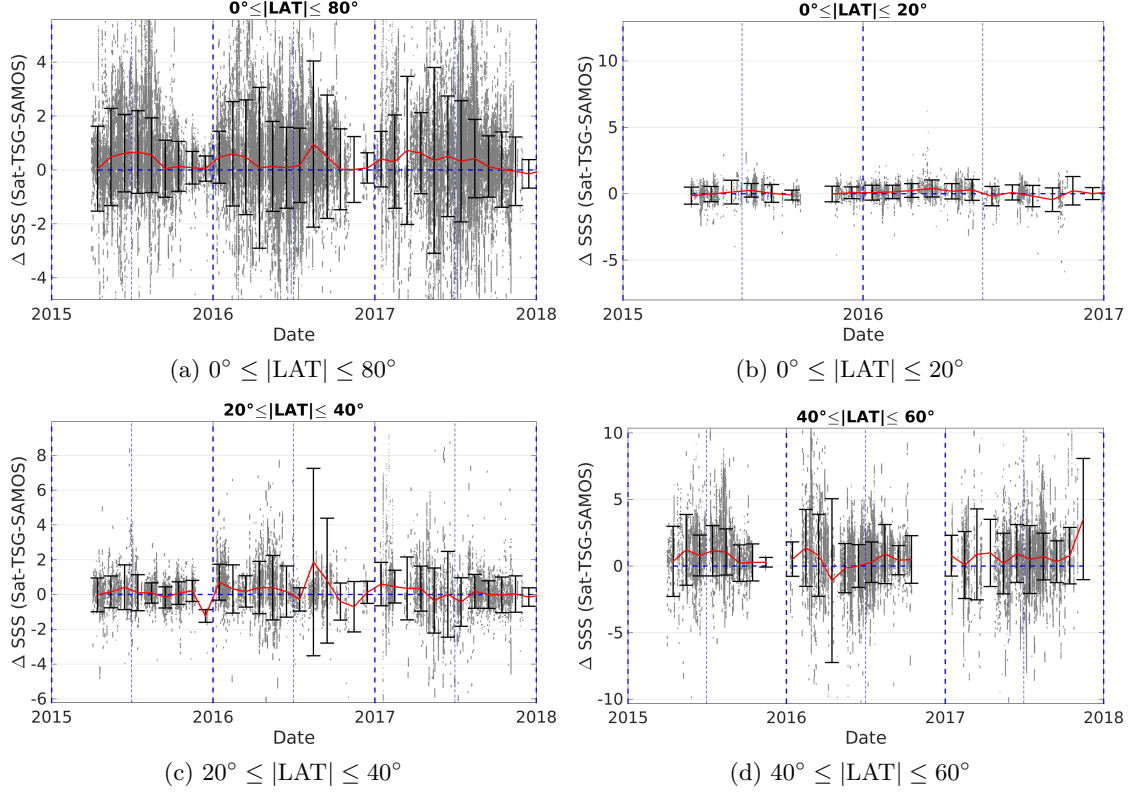 0°≤|LAT|≤ 80°
Δ SSS (Sat-TSG-SAMOS)
4
2
0
-2
-4
2015
2016
2017
2018
Date
(a) 0° ≤ |LAT| ≤ 80°
0°≤|LAT|≤ 20°
Δ SSS (Sat-TSG-SAMOS)
10
5
0
-5
2015
2016
2017
Date
(b) 0° ≤ |LAT| ≤ 20°
20°≤|LAT|≤ 40°
Δ SSS (Sat-TSG-SAMOS)
8
6
4
2
0
-2
-4
-6
2015
2016
2017
2018
Date
(c) 20° ≤ |LAT| ≤ 40°
40°≤|LAT|≤ 60°
Δ SSS (Sat-TSG-SAMOS)
10
5
0
-5
-10
2015
2016
2017
2018
Date
(d) 40° ≤ |LAT| ≤ 60°